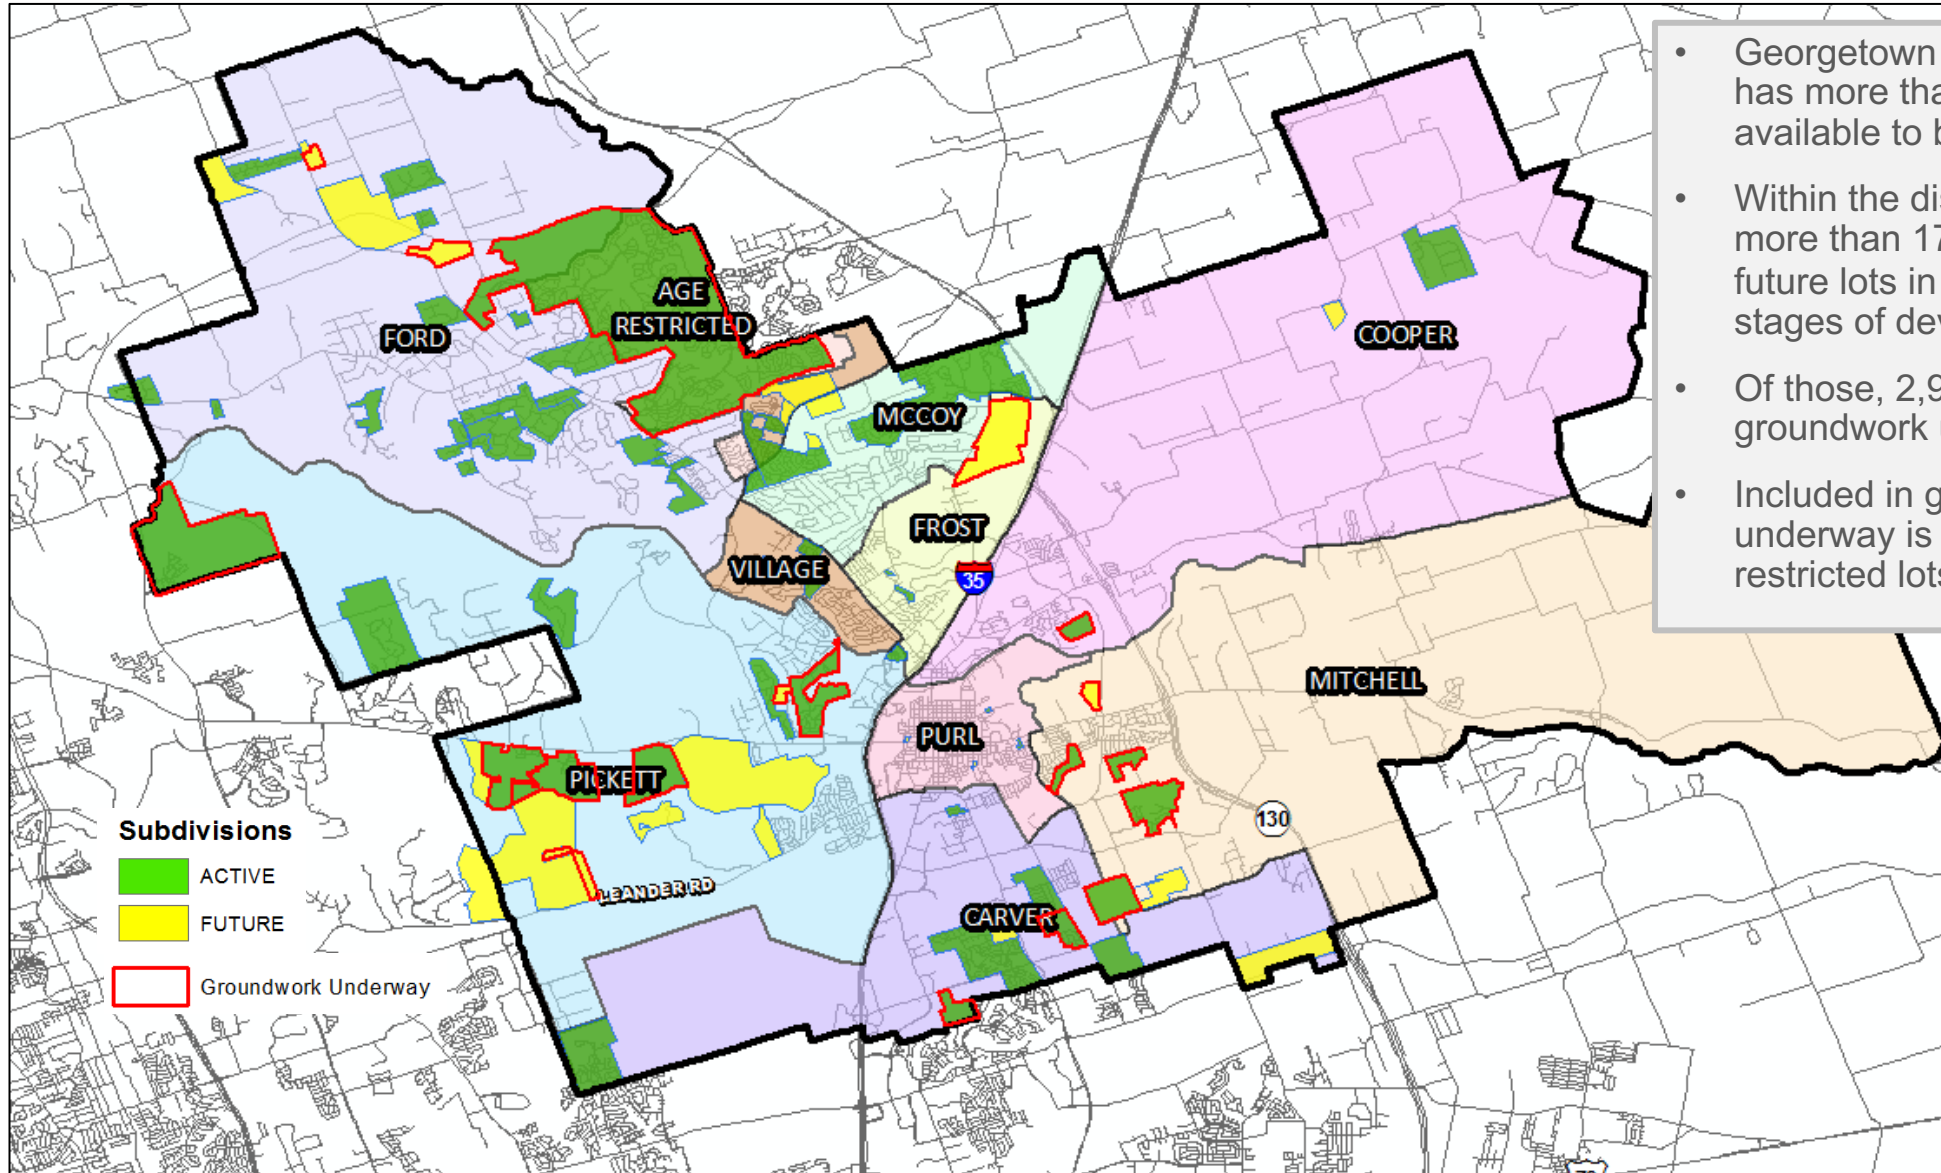 • Georgetown
has more tha
available to b
• Within the dis
more than 17
future lots in
stages of dev
• Of those, 2,9
groundwork
• Included in g
underway is
restricted lots
AGE
RESTRICTED
FORD
COOPER
MCCOY
FROST
35
VILLAGE
MITCHELL
PURL
PICKETT
130
LEANDER RD
CARVER
Subdivisions
ACTIVE
FUTURE
Groundwork Underway